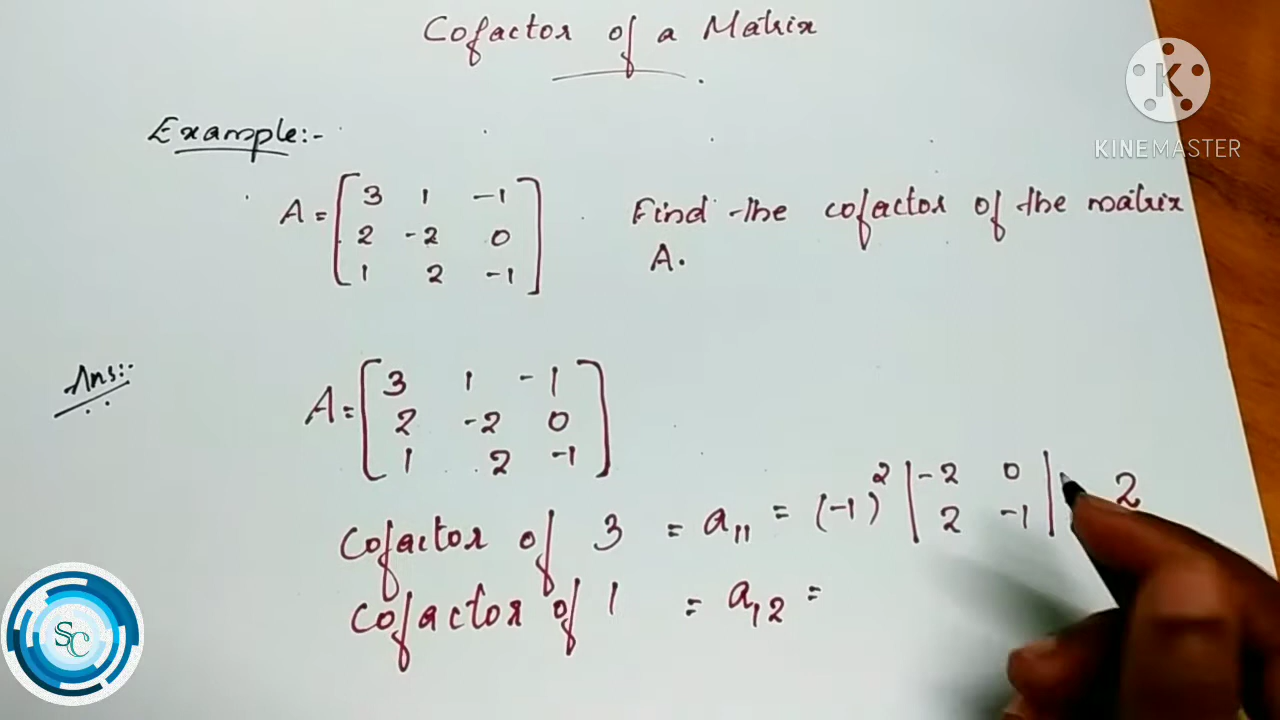 Cofactor of a Matrix
KINEMASTER
Example:-
A = [ 3 1 -1
2 -2 0
1 2 -1 ]
Find the cofactor of the matrix
A.
Ans:-
A = [ 3 1 -1
2 -2 0
1 2 -1 ]
Cofactor of 3 = a₁₁ = (-1)² | -2 0
2 -1 | 2
Cofactor of 1 = a₁₂ =
SC